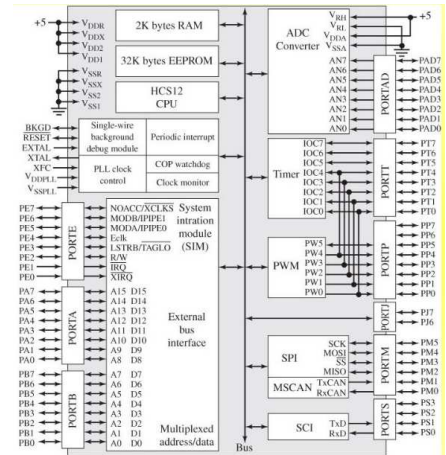 +5
VDDR
VDDX
VDD2
VDD1
VSSR
VSSX
VSS2
VSS1
2K bytes RAM
32K bytes EEPROM
HCS12
CPU
BKGD
RESET
EXTAL
XTAL
XFC
VDDPLL
VSSPLL
Single-wire
background
debug module
Periodic interrupt
PLL clock
control
COP watchdog
Clock monitor
PE7
PE6
PE5
PE4
PE3
PE2
PE1
PE0
PORTE
NOACC/XCLKS
MODB/IPIPE1
MODA/IPIPE0
Eclk
LSTRB/TAGLO
R/W
IRQ
XIRQ
System
intration
module
(SIM)
PA7
PA6
PA5
PA4
PA3
PA2
PA1
PA0
PORTA
A15 D15
A14 D14
A13 D13
A12 D12
A11 D11
A10 D10
A9 D9
A8 D8
External
bus
interface
PB7
PB6
PB5
PB4
PB3
PB2
PB1
PB0
PORTB
A7 D7
A6 D6
A5 D5
A4 D4
A3 D3
A2 D2
A1 D1
A0 D0
Multiplexed
address/data
Bus
ADC
Converter
VRH
VRL
VDDA
VSSA
+5
AN7
AN6
AN5
AN4
AN3
AN2
AN1
AN0
PORTAD
PAD7
PAD6
PAD5
PAD4
PAD3
PAD2
PAD1
PAD0
Timer
IOC7
IOC6
IOC5
IOC4
IOC3
IOC2
IOC1
IOC0
PORTT
PT7
PT6
PT5
PT4
PT3
PT2
PT1
PT0
PWM
PW5
PW4
PW3
PW2
PW1
PW0
PORTP
PP7
PP6
PP5
PP4
PP3
PP2
PP1
PP0
PORTJ
PJ7
PJ6
SPI
SCK
MOSI
SS
MISO
MSCAN
TxCAN
RxCAN
PORTM
PM5
PM4
PM3
PM2
PM1
PM0
SCI
TxD
RxD
PORTS
PS3
PS2
PS1
PS0